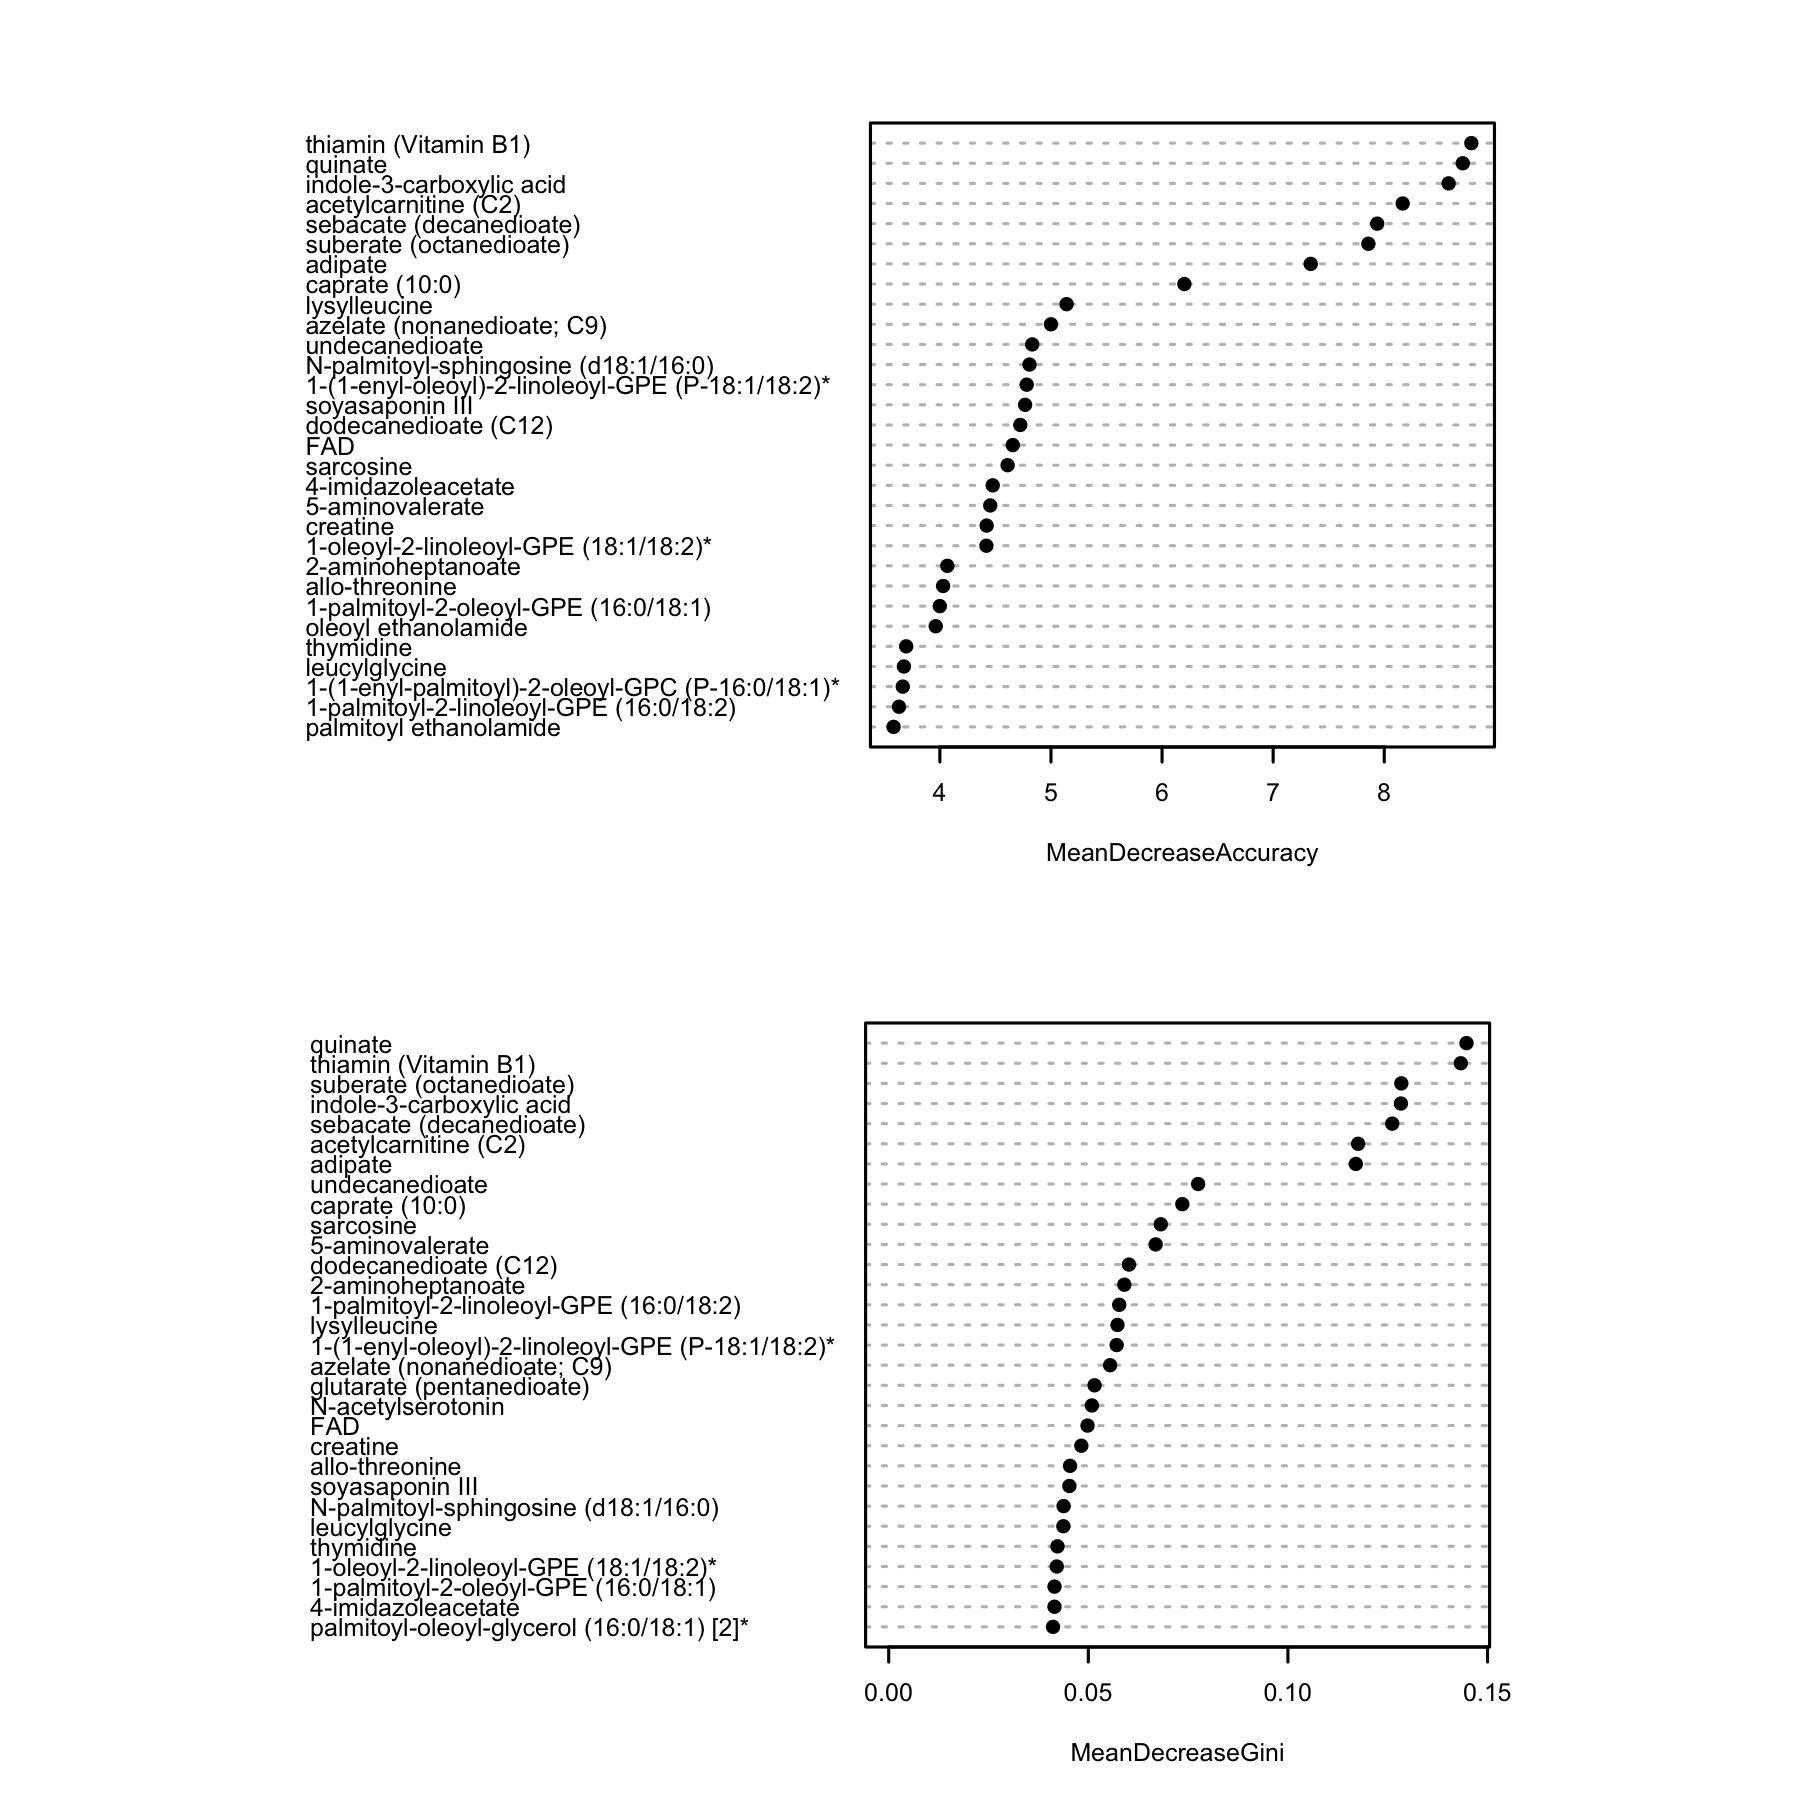 thiamin (Vitamin B1)
quinate
indole-3-carboxylic acid
acetylcarnitine (C2)
sebacate (decanedioate)
suberate (octanedioate)
adipate
caprate (10:0)
lysylleucine
azelate (nonanedioate; C9)
undecanedioate
N-palmitoyl-sphingosine (d18:1/16:0)
1-(1-enyl-oleoyl)-2-linoleoyl-GPE (P-18:1/18:2)*
soyasaponin III
dodecanedioate (C12)
FAD
sarcosine
4-imidazoleacetate
5-aminovalerate
creatine
1-oleoyl-2-linoleoyl-GPE (18:1/18:2)*
2-aminoheptanoate
allo-threonine
1-palmitoyl-2-oleoyl-GPE (16:0/18:1)
oleoyl ethanolamide
thymidine
leucylglycine
1-(1-enyl-palmitoyl)-2-oleoyl-GPC (P-16:0/18:1)*
1-palmitoyl-2-linoleoyl-GPE (16:0/18:2)
palmitoyl ethanolamide
4 5 6 7 8
MeanDecreaseAccuracy
quinate
thiamin (Vitamin B1)
suberate (octanedioate)
indole-3-carboxylic acid
sebacate (decanedioate)
acetylcarnitine (C2)
adipate
undecanedioate
caprate (10:0)
sarcosine
5-aminovalerate
dodecanedioate (C12)
2-aminoheptanoate
1-palmitoyl-2-linoleoyl-GPE (16:0/18:2)
lysylleucine
1-(1-enyl-oleoyl)-2-linoleoyl-GPE (P-18:1/18:2)*
azelate (nonanedioate; C9)
glutarate (pentanedioate)
N-acetylserotonin
FAD
creatine
allo-threonine
soyasaponin III
N-palmitoyl-sphingosine (d18:1/16:0)
leucylglycine
thymidine
1-oleoyl-2-linoleoyl-GPE (18:1/18:2)*
1-palmitoyl-2-oleoyl-GPE (16:0/18:1)
4-imidazoleacetate
palmitoyl-oleoyl-glycerol (16:0/18:1) [2]*
0.00 0.05 0.10 0.15
MeanDecreaseGini